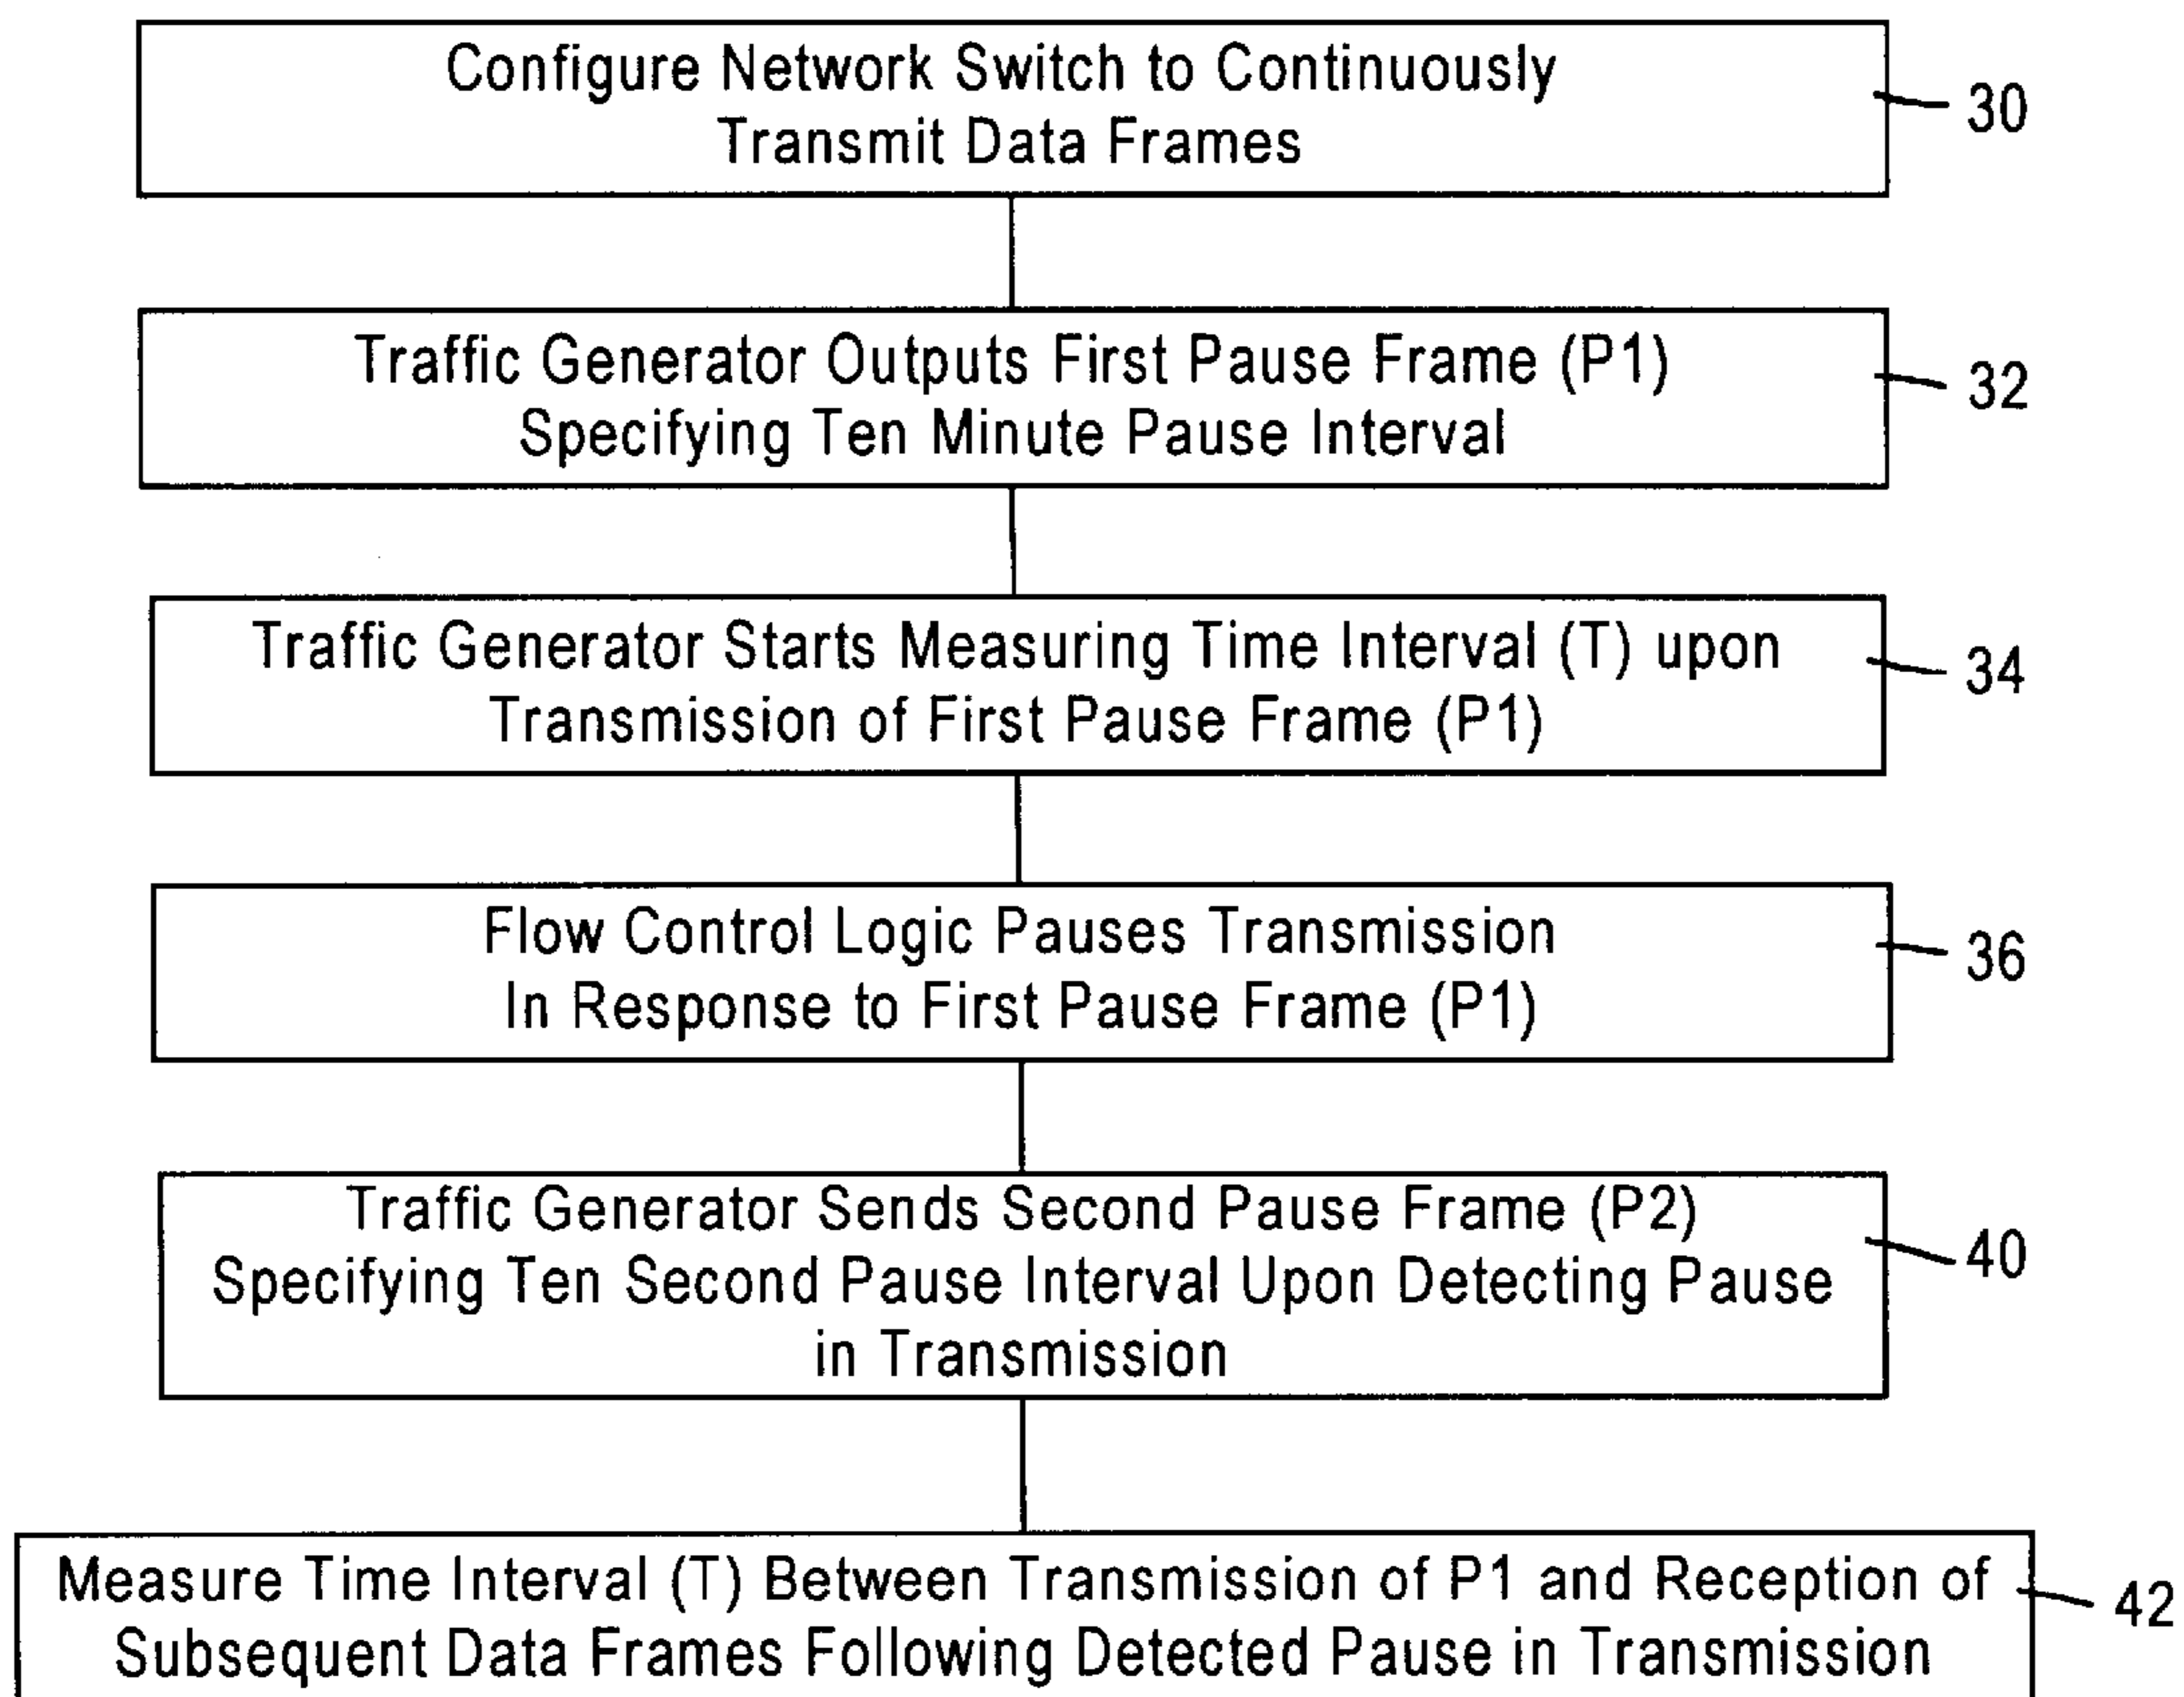 Configure Network Switch to Continuously
Transmit Data Frames
30
Traffic Generator Outputs First Pause Frame (P1)
Specifying Ten Minute Pause Interval
32
Traffic Generator Starts Measuring Time Interval (T) upon
Transmission of First Pause Frame (P1)
34
Flow Control Logic Pauses Transmission
In Response to First Pause Frame (P1)
36
Traffic Generator Sends Second Pause Frame (P2)
Specifying Ten Second Pause Interval Upon Detecting Pause
in Transmission
40
Measure Time Interval (T) Between Transmission of P1 and Reception of
Subsequent Data Frames Following Detected Pause in Transmission
42